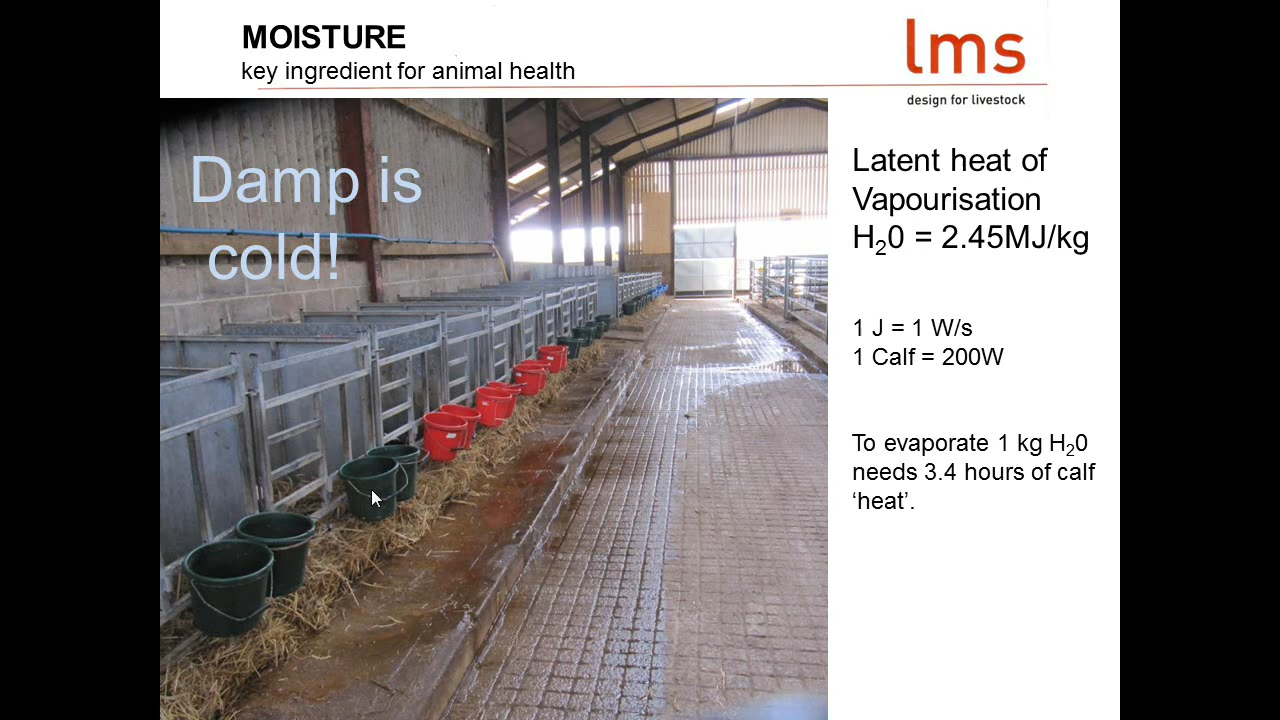 MOISTURE
key ingredient for animal health
lms
design for livestock
Damp is
cold!
Latent heat of
Vapourisation
H₂0 = 2.45MJ/kg
1 J = 1 W/s
1 Calf = 200W
To evaporate 1 kg H₂0
needs 3.4 hours of calf
‘heat’.